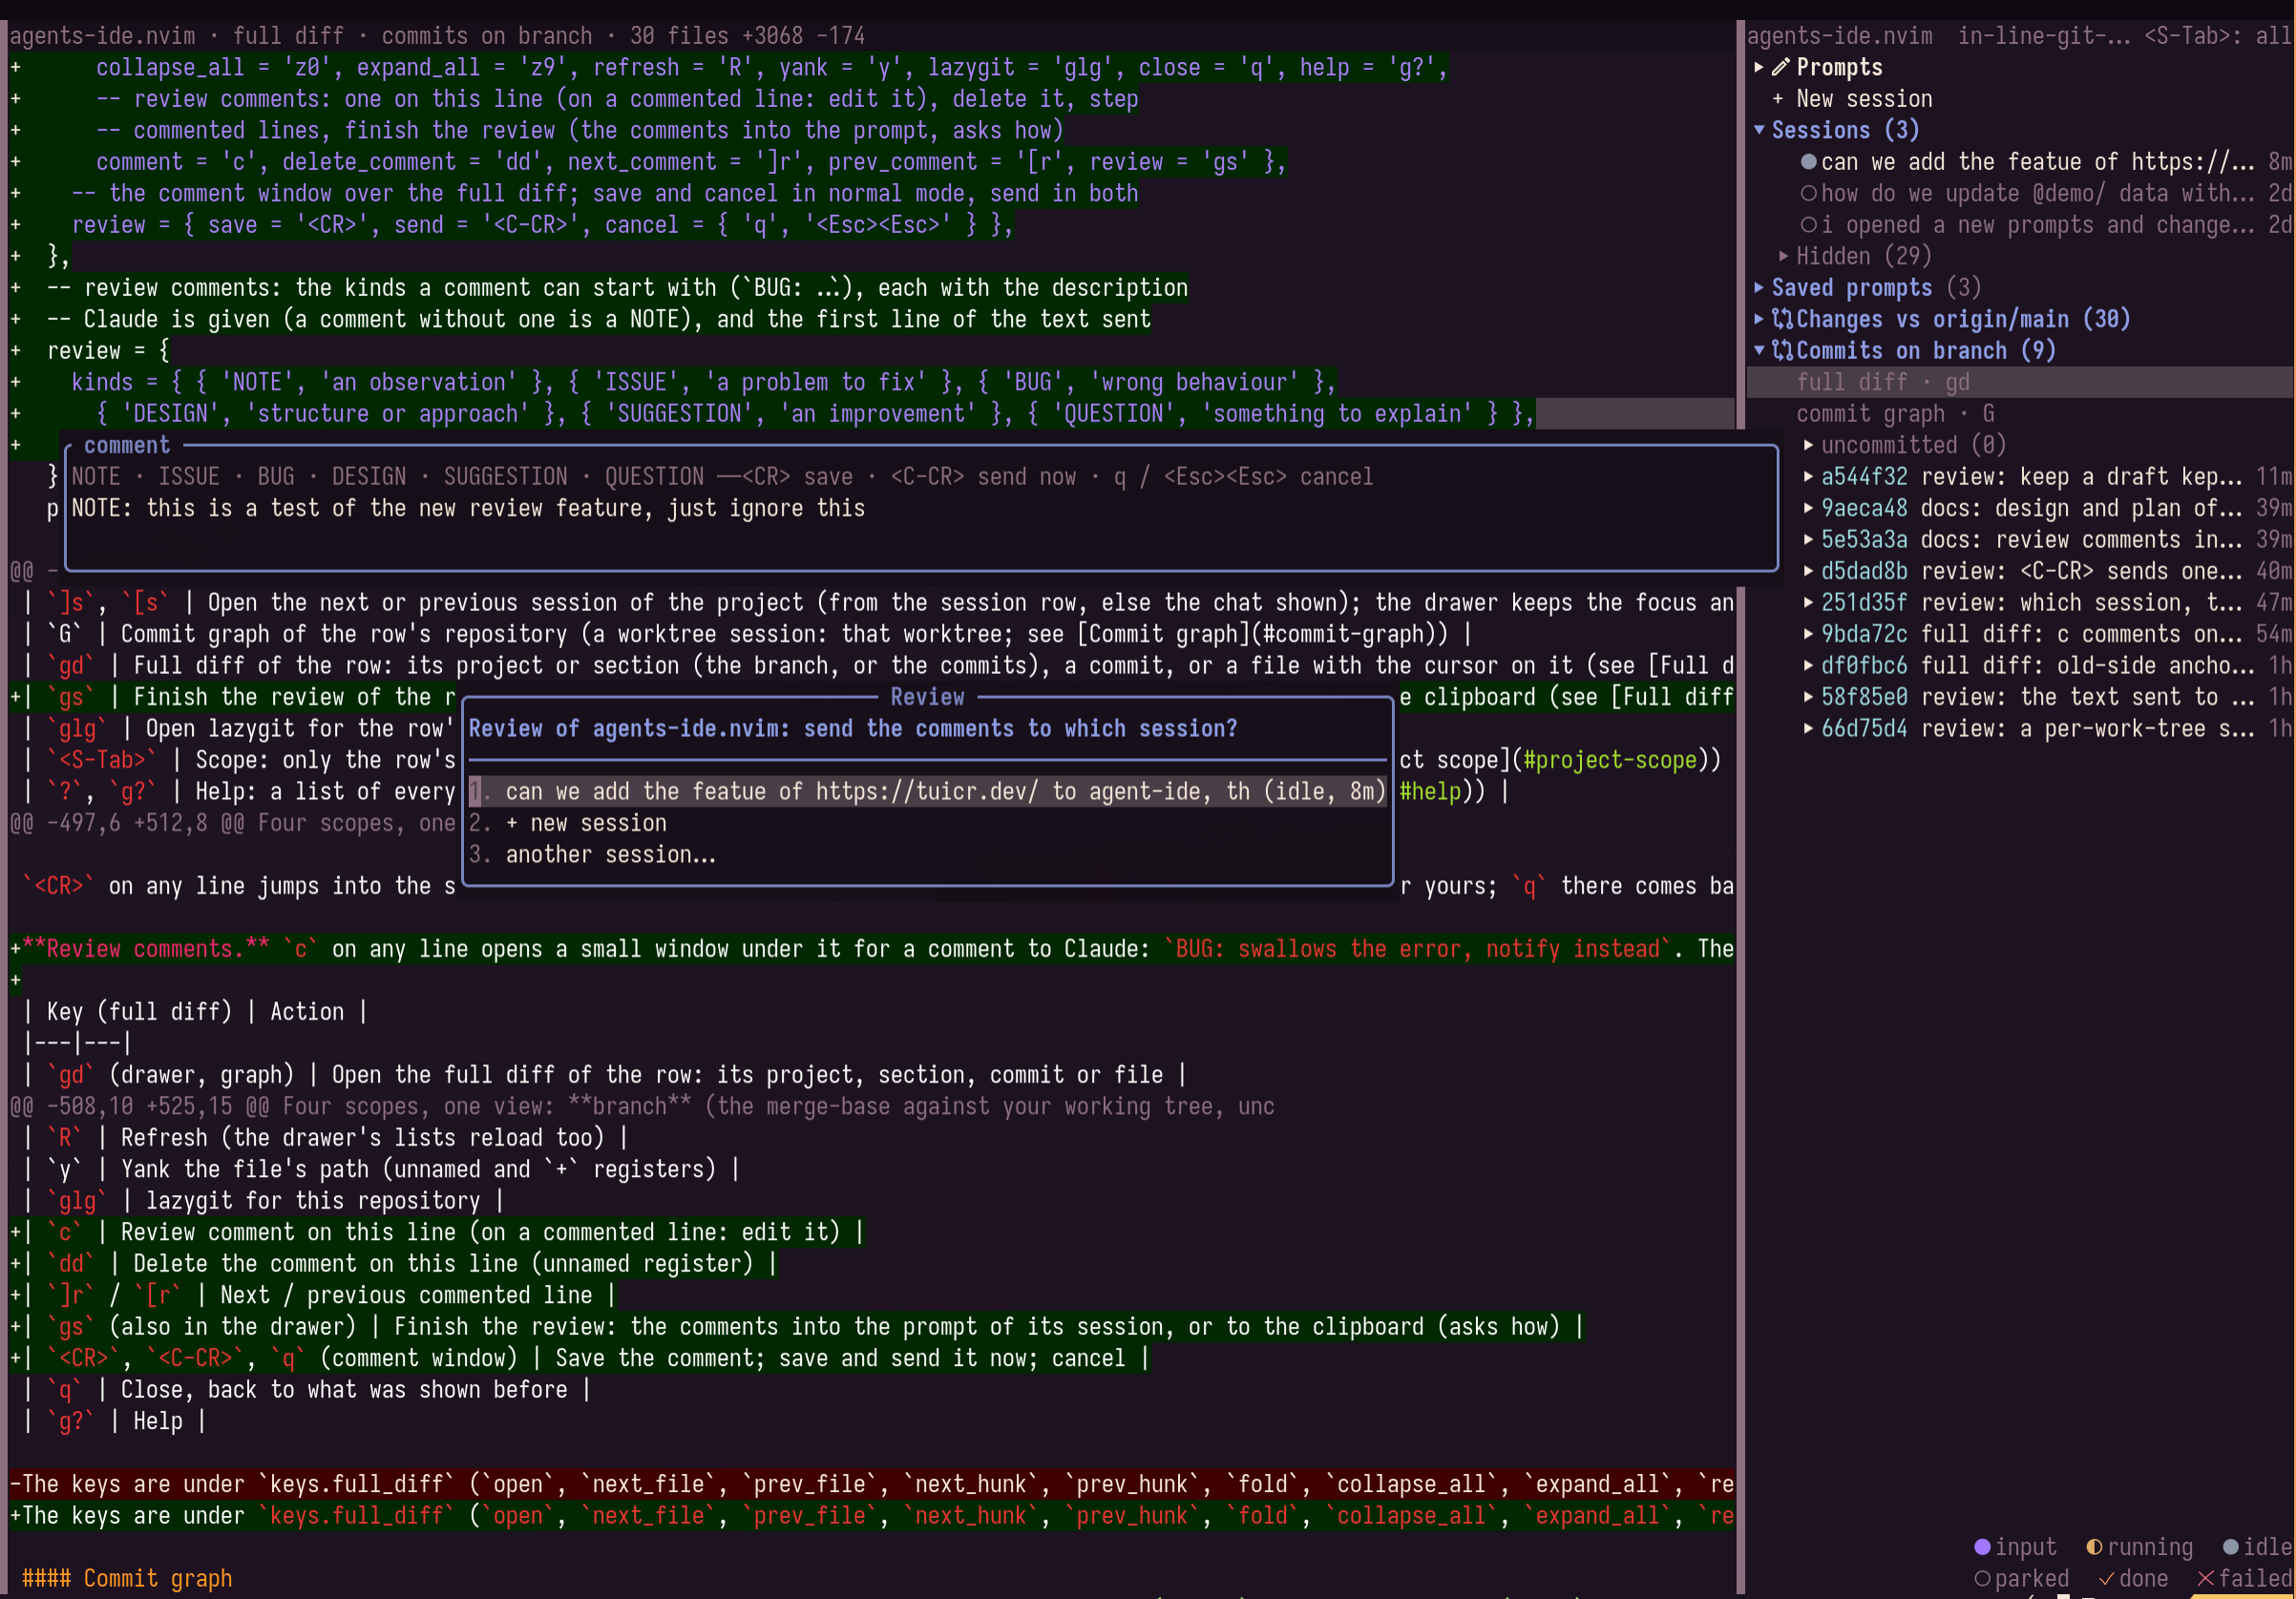 agents-ide.nvim · full diff · commits on branch · 30 files +3068 -174
+      collapse_all = 'z0', expand_all = 'z9', refresh = 'R', yank = 'y', lazygit = 'glg', close = 'q', help = 'g?',
+      -- review comments: one on this line (on a commented line: edit it), delete it, step
+      -- commented lines, finish the review (the comments into the prompt, asks how)
+      comment = 'c', delete_comment = 'dd', next_comment = ']r', prev_comment = '[r', review = 'gs' },
+    -- the comment window over the full diff; save and cancel in normal mode, send in both
+    review = { save = '<CR>', send = '<C-CR>', cancel = { 'q', '<Esc><Esc>' } },
+  },
+  -- review comments: the kinds a comment can start with (`BUG: …`), each with the description
+  -- Claude is given (a comment without one is a NOTE), and the first line of the text sent
+  review = {
+    kinds = { { 'NOTE', 'an observation' }, { 'ISSUE', 'a problem to fix' }, { 'BUG', 'wrong behaviour' },
+      { 'DESIGN', 'structure or approach' }, { 'SUGGESTION', 'an improvement' }, { 'QUESTION', 'something to explain' } },
+
comment
}
NOTE · ISSUE · BUG · DESIGN · SUGGESTION · QUESTION ——<CR> save · <C-CR> send now · q / <Esc><Esc> cancel
p
NOTE: this is a test of the new review feature, just ignore this
@@ -
| `]s`, `[s` | Open the next or previous session of the project (from the session row, else the chat shown); the drawer keeps the focus an
| `G` | Commit graph of the row's repository (a worktree session: that worktree; see [Commit graph](#commit-graph)) |
| `gd` | Full diff of the row: its project or section (the branch, or the commits), a commit, or a file with the cursor on it (see [Full d
+| `gs` | Finish the review of the r
e clipboard (see [Full diff
| `glg` | Open lazygit for the row'
| `<S-Tab>` | Scope: only the row's
ct scope](#project-scope))
| `?`, `g?` | Help: a list of every
#help)) |
@@ -497,6 +512,8 @@ Four scopes, one
`<CR>` on any line jumps into the s
r yours; `q` there comes ba
Review
Review of agents-ide.nvim: send the comments to which session?
1. can we add the featue of https://tuicr.dev/ to agent-ide, th (idle, 8m)
2. + new session
3. another session…
+**Review comments.** `c` on any line opens a small window under it for a comment to Claude: `BUG: swallows the error, notify instead`. The
+
| Key (full diff) | Action |
|---|---|
| `gd` (drawer, graph) | Open the full diff of the row: its project, section, commit or file |
@@ -508,10 +525,15 @@ Four scopes, one view: **branch** (the merge-base against your working tree, unc
| `R` | Refresh (the drawer's lists reload too) |
| `y` | Yank the file's path (unnamed and `+` registers) |
| `glg` | lazygit for this repository |
+| `c` | Review comment on this line (on a commented line: edit it) |
+| `dd` | Delete the comment on this line (unnamed register) |
+| `]r` / `[r` | Next / previous commented line |
+| `gs` (also in the drawer) | Finish the review: the comments into the prompt of its session, or to the clipboard (asks how) |
+| `<CR>`, `<C-CR>`, `q` (comment window) | Save the comment; save and send it now; cancel |
| `q` | Close, back to what was shown before |
| `g?` | Help |
-The keys are under `keys.full_diff` (`open`, `next_file`, `prev_file`, `next_hunk`, `prev_hunk`, `fold`, `collapse_all`, `expand_all`, `re
+The keys are under `keys.full_diff` (`open`, `next_file`, `prev_file`, `next_hunk`, `prev_hunk`, `fold`, `collapse_all`, `expand_all`, `re
#### Commit graph
agents-ide.nvim  in-line-git-… <S-Tab>: all
Prompts
+ New session
Sessions (3)
can we add the featue of https://… 8m
how do we update @demo/ data with… 2d
i opened a new prompts and change… 2d
Hidden (29)
Saved prompts (3)
Changes vs origin/main (30)
Commits on branch (9)
full diff · gd
commit graph · G
uncommitted (0)
a544f32 review: keep a draft kep… 11m
9aeca48 docs: design and plan of… 39m
5e53a3a docs: review comments in… 39m
d5dad8b review: <C-CR> sends one… 40m
251d35f review: which session, t… 47m
9bda72c full diff: c comments on… 54m
df0fbc6 full diff: old-side ancho… 1h
58f85e0 review: the text sent to … 1h
66d75d4 review: a per-work-tree s… 1h
input running idle
parked done failed